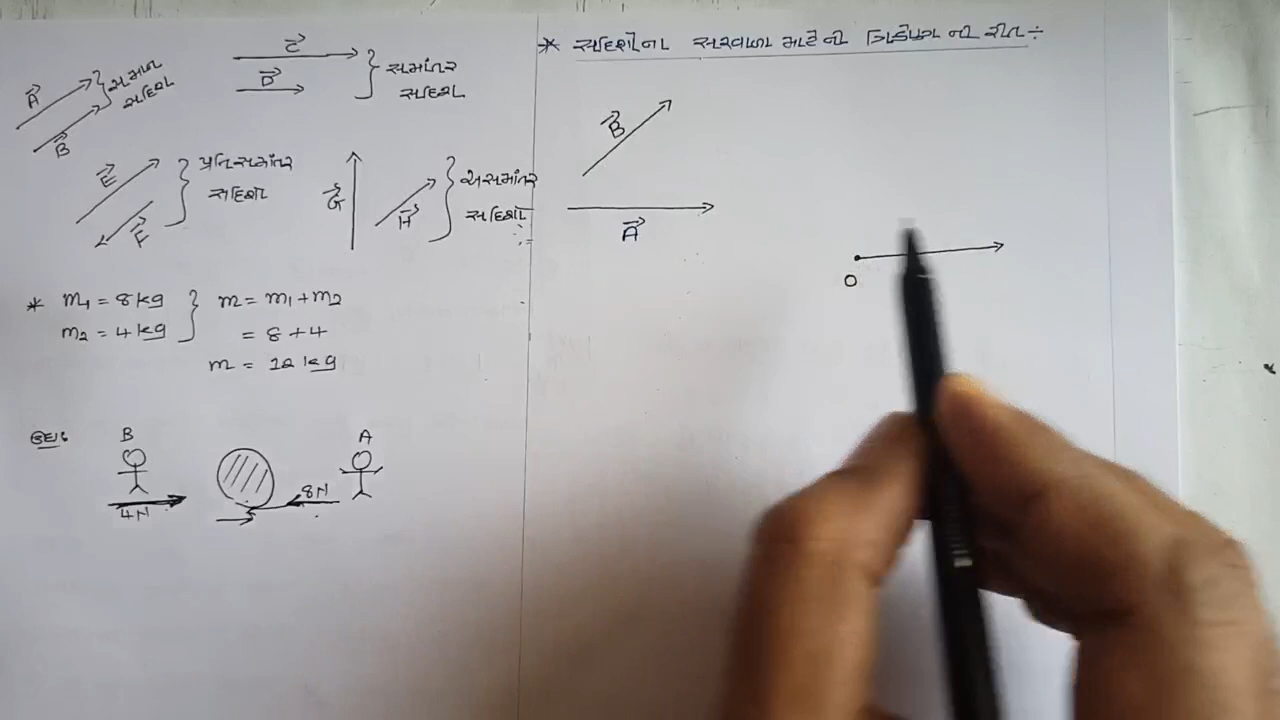 A⃗
B⃗
સમાન
સદિશ
C⃗
D⃗
સમાંતર
સદિશ
E⃗
F⃗
પ્રતિસમાંતર
સદિશો
G⃗
H⃗
અસમાંતર
સદિશો
* m₁ = 8 kg
m₂ = 4 kg
m = m₁ + m₂
= 8 + 4
m = 12 kg
B
A
4N
8N
* સદિશોના સરવાળા માટેની ત્રિકોણ ની રીત ÷
B⃗
A⃗
O